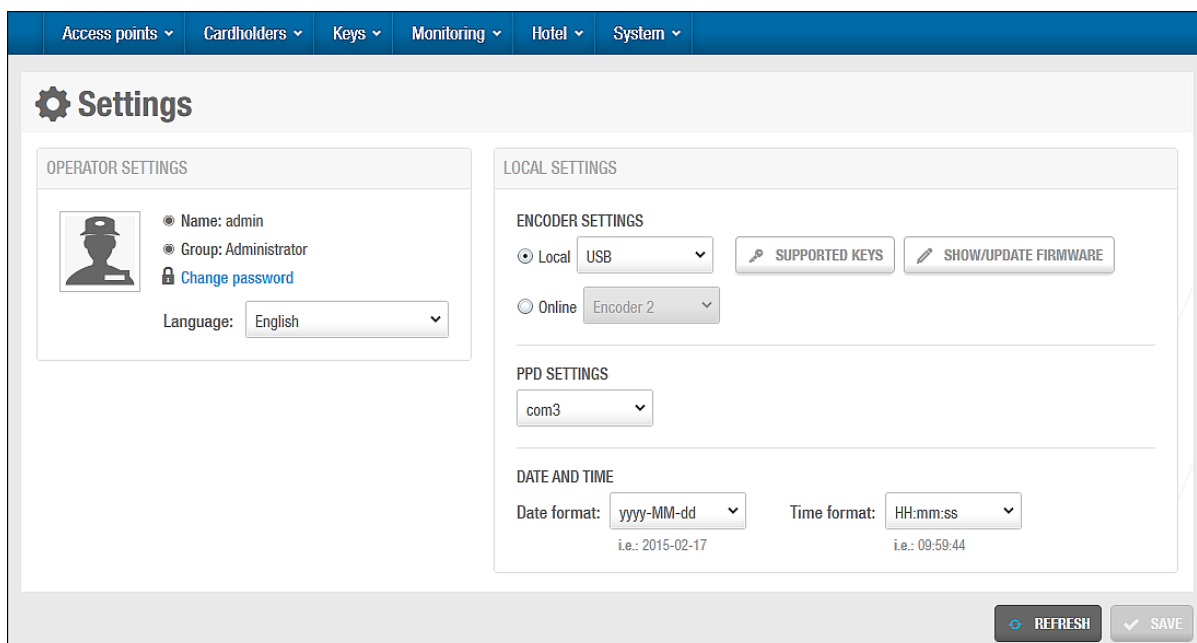 Access points Cardholders Keys Monitoring Hotel System
Settings
OPERATOR SETTINGS
Name: admin
Group: Administrator
Change password
Language: English
LOCAL SETTINGS
ENCODER SETTINGS
Local USB SUPPORTED KEYS SHOW/UPDATE FIRMWARE
Online Encoder 2
PPD SETTINGS
com3
DATE AND TIME
Date format: yyyy-MM-dd Time format: HH:mm:ss
i.e.: 2015-02-17 i.e.: 09:59:44
REFRESH SAVE